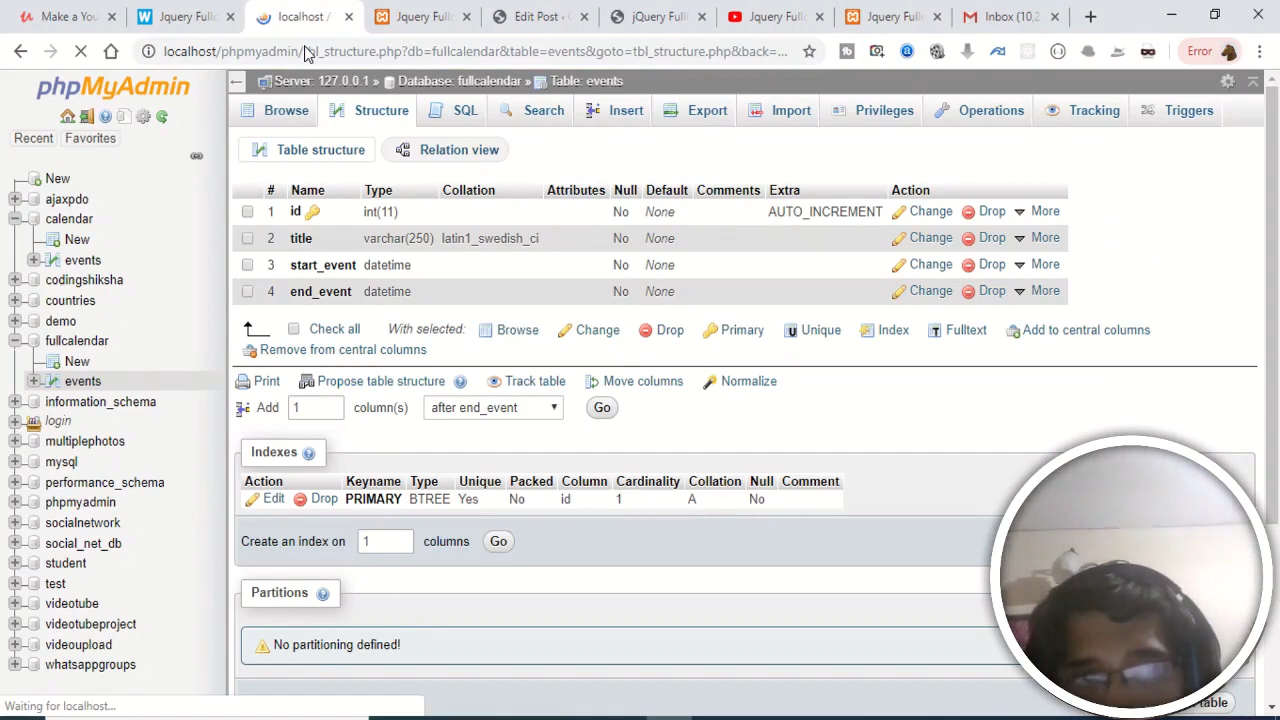 Make a You
Jquery Fullc
localhost /
Jquery Fullc
Edit Post ‹
jQuery Full
Jquery Full
Jquery Fullc
Inbox (10,2
localhost/phpmyadmin/tbl_structure.php?db=fullcalendar&table=events&goto=tbl_structure.php&back=...
Error
phpMyAdmin
Recent
Favorites
New
ajaxpdo
calendar
New
events
codingshiksha
countries
demo
fullcalendar
New
events
information_schema
login
multiplephotos
mysql
performance_schema
phpmyadmin
socialnetwork
social_net_db
student
test
videotube
videotubeproject
videoupload
whatsappgroups
Server: 127.0.0.1 » Database: fullcalendar » Table: events
Browse Structure SQL Search Insert Export Import Privileges Operations Tracking Triggers
Table structure Relation view
# Name Type Collation Attributes Null Default Comments Extra Action
1 id int(11) No None AUTO_INCREMENT Change Drop More
2 title varchar(250) latin1_swedish_ci No None Change Drop More
3 start_event datetime No None Change Drop More
4 end_event datetime No None Change Drop More
Check all With selected: Browse Change Drop Primary Unique Index Fulltext Add to central columns
Remove from central columns
Print Propose table structure Track table Move columns Normalize
Add 1 column(s) after end_event Go
Indexes
Action Keyname Type Unique Packed Column Cardinality Collation Null Comment
Edit Drop PRIMARY BTREE Yes No id 1 A No
Create an index on 1 columns Go
Partitions
No partitioning defined!
table
Waiting for localhost...